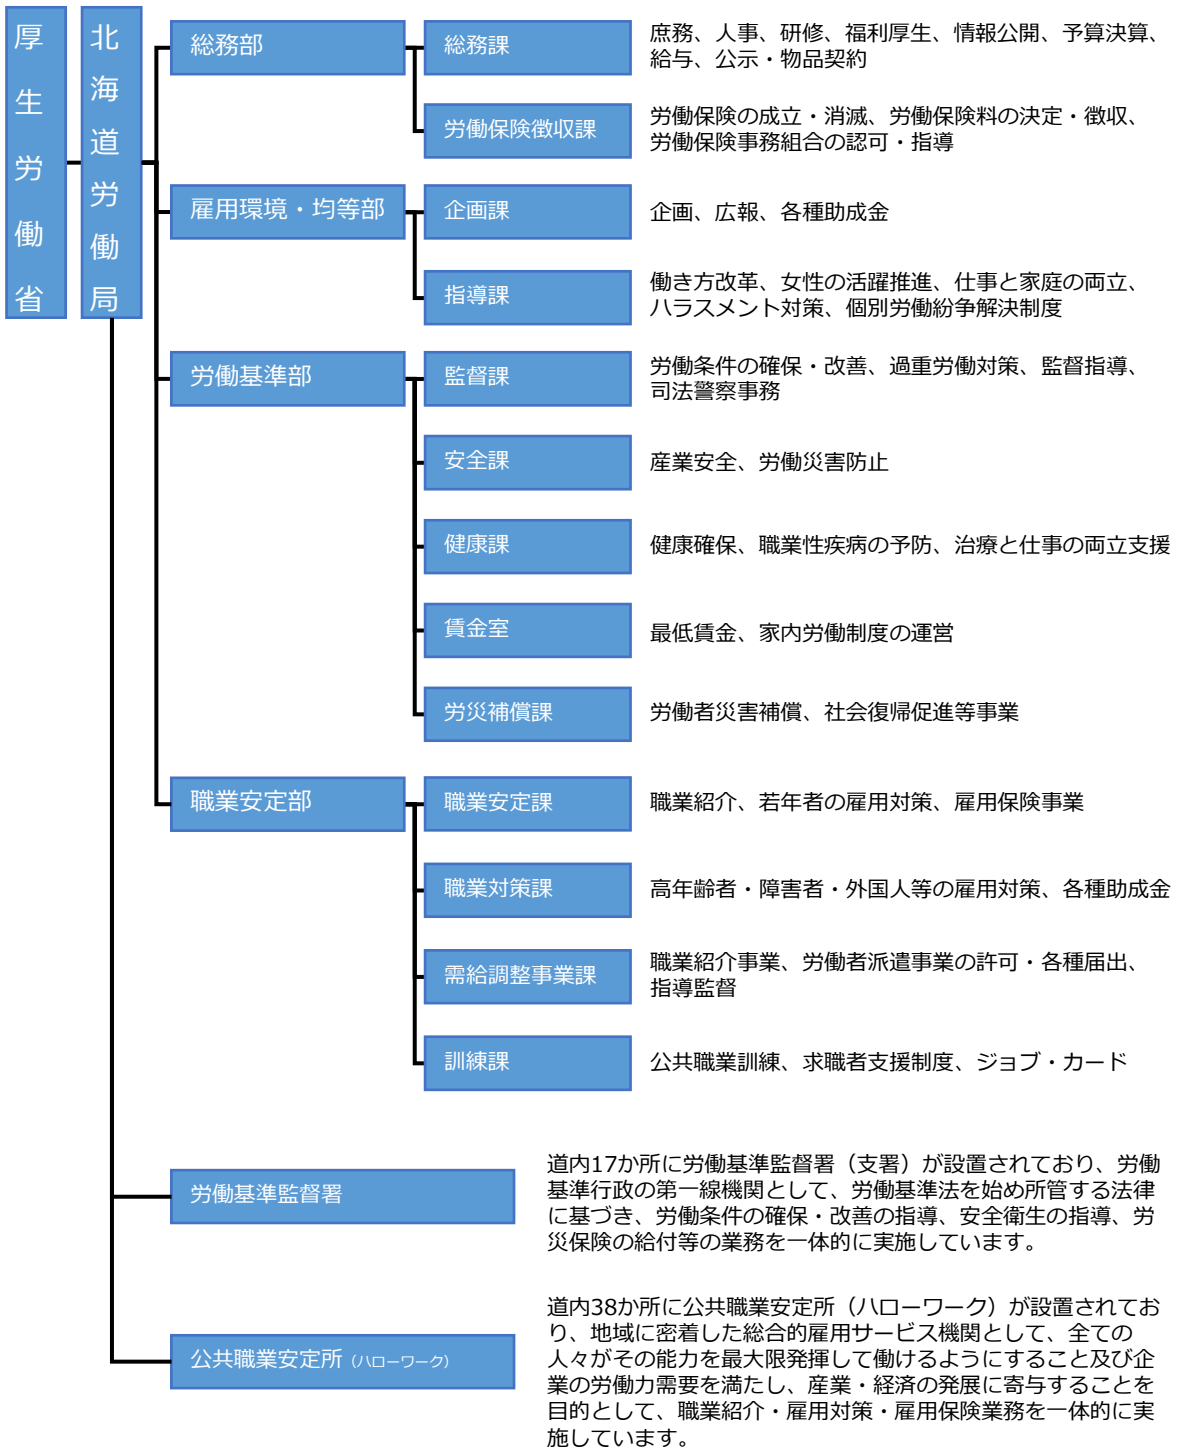 厚生労働省
北海道労働局
総務部
総務課
庶務、人事、研修、福利厚生、情報公開、予算決算、
給与、公示・物品契約
労働保険徴収課
労働保険の成立・消滅、労働保険料の決定・徴収、
労働保険事務組合の認可・指導
雇用環境・均等部
企画課
企画、広報、各種助成金
指導課
働き方改革、女性の活躍推進、仕事と家庭の両立、
ハラスメント対策、個別労働紛争解決制度
労働基準部
監督課
労働条件の確保・改善、過重労働対策、監督指導、
司法警察事務
安全課
産業安全、労働災害防止
健康課
健康確保、職業性疾病の予防、治療と仕事の両立支援
賃金室
最低賃金、家内労働制度の運営
労災補償課
労働者災害補償、社会復帰促進等事業
職業安定部
職業安定課
職業紹介、若年者の雇用対策、雇用保険事業
職業対策課
高年齢者・障害者・外国人等の雇用対策、各種助成金
需給調整事業課
職業紹介事業、労働者派遣事業の許可・各種届出、
指導監督
訓練課
公共職業訓練、求職者支援制度、ジョブ・カード
労働基準監督署
道内17か所に労働基準監督署（支署）が設置されており、労働
基準行政の第一線機関として、労働基準法を始め所管する法律
に基づき、労働条件の確保・改善の指導、安全衛生の指導、労
災保険の給付等の業務を一体的に実施しています。
公共職業安定所（ハローワーク）
道内38か所に公共職業安定所（ハローワーク）が設置されてお
り、地域に密着した総合的雇用サービス機関として、全ての
人々がその能力を最大限発揮して働けるようにすること及び企
業の労働力需要を満たし、産業・経済の発展に寄与することを
目的として、職業紹介・雇用対策・雇用保険業務を一体的に実
施しています。